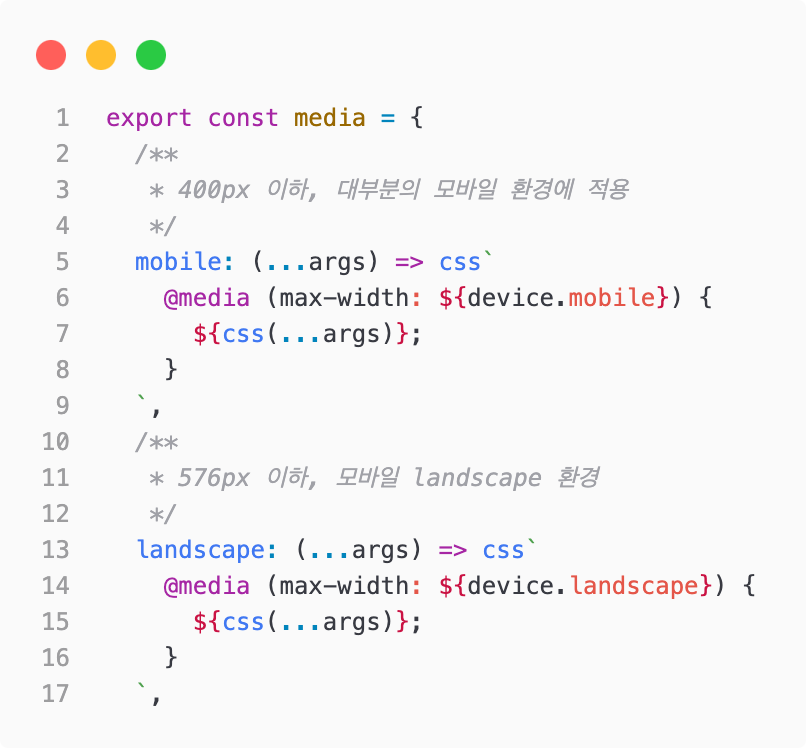 1 export const media = {
2 /**
3 * 400px 이하, 대부분의 모바일 환경에 적용
4 */
5 mobile: (...args) => css`
6 @media (max-width: ${device.mobile}) {
7 ${css(...args)};
8 }
9 `,
10 /**
11 * 576px 이하, 모바일 landscape 환경
12 */
13 landscape: (...args) => css`
14 @media (max-width: ${device.landscape}) {
15 ${css(...args)};
16 }
17 `,